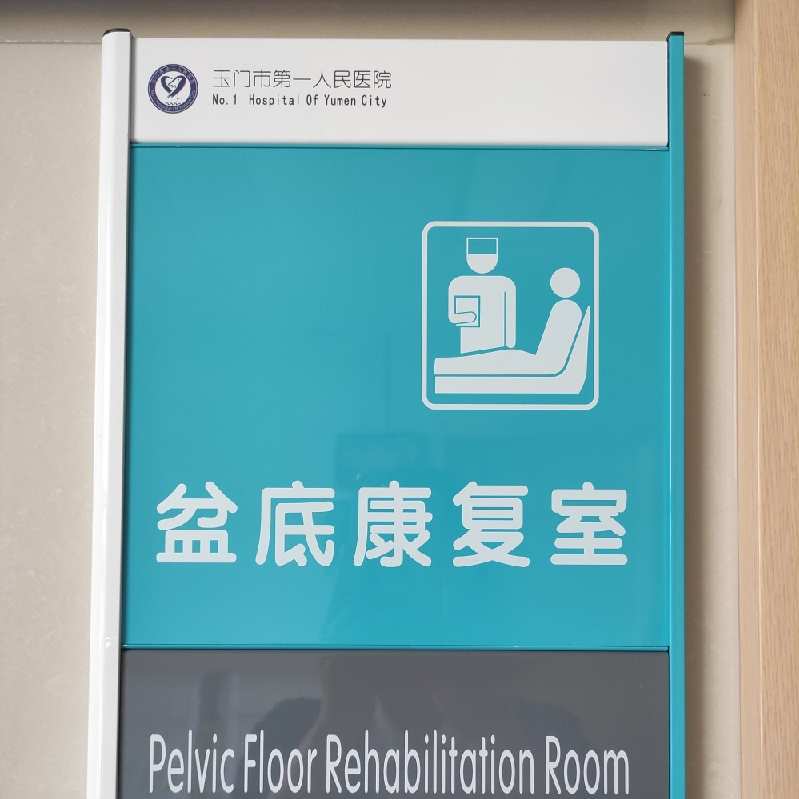 玉门市第一人民医院
No.1 Hospital Of Yumen City
盆底康复室
Pelvic Floor Rehabilitation Room